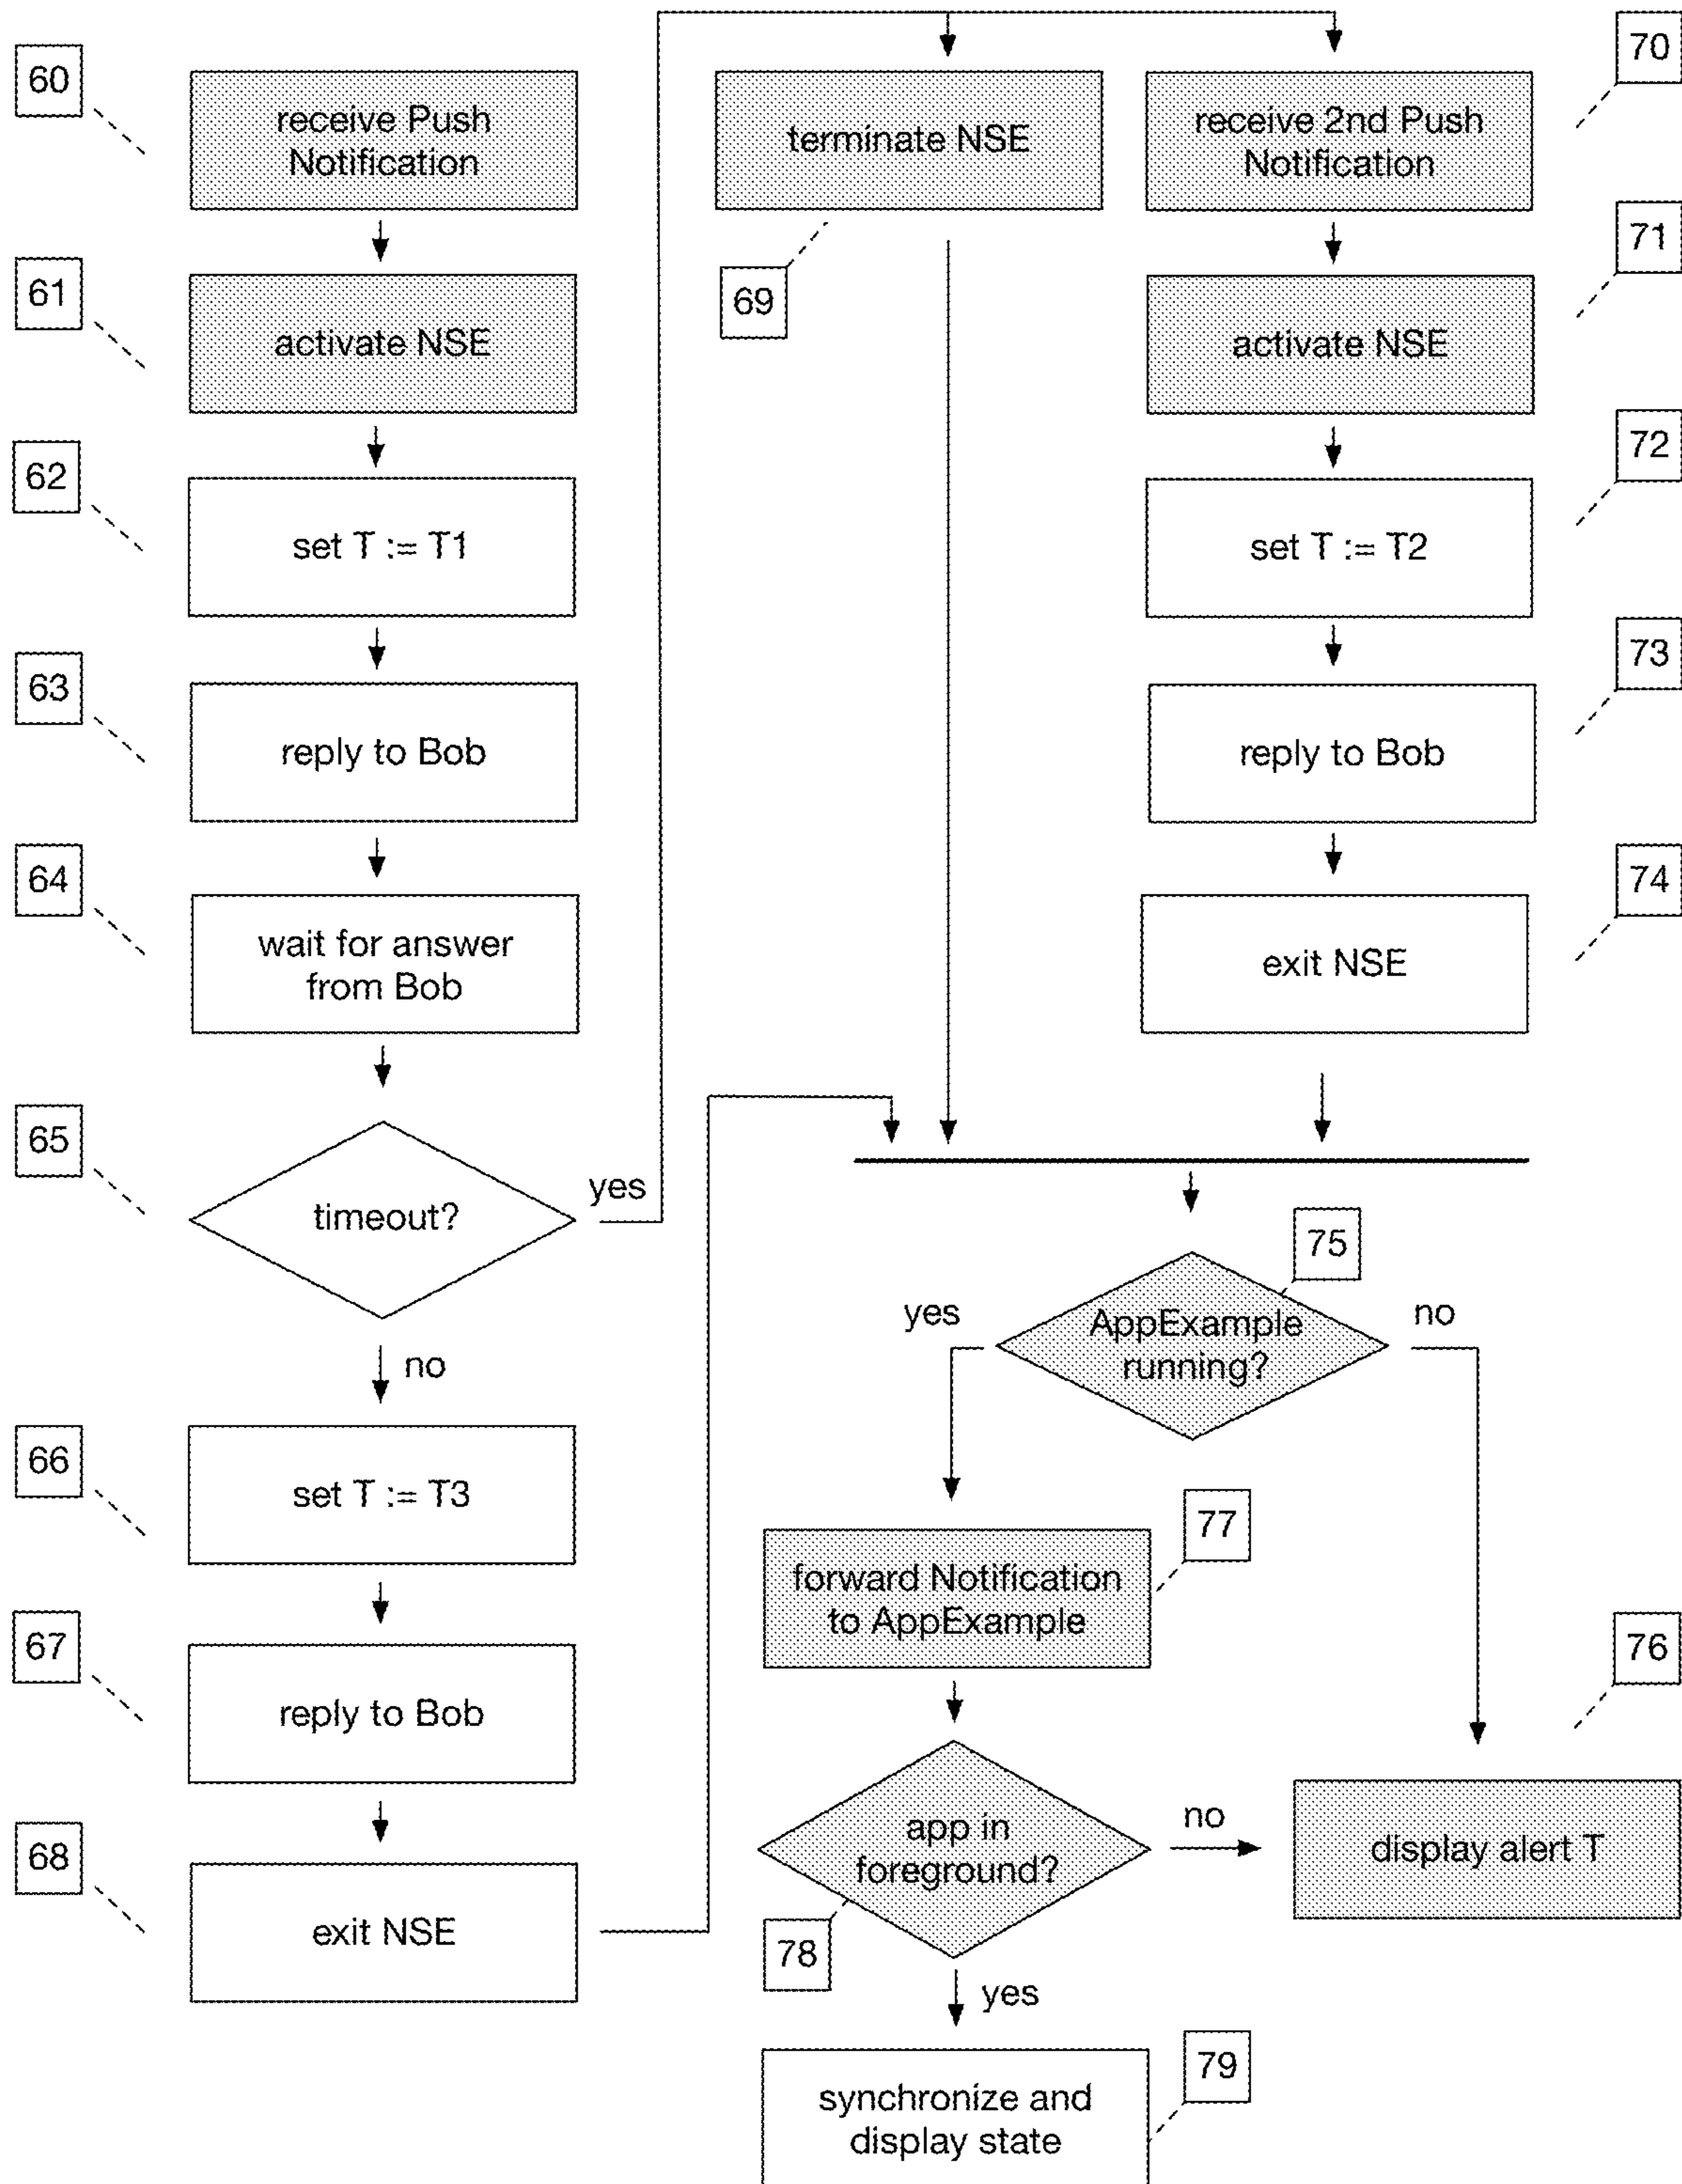 60
receive Push
Notification
61
activate NSE
62
set T := T1
63
reply to Bob
64
wait for answer
from Bob
65
timeout?
yes
no
66
set T := T3
67
reply to Bob
68
exit NSE
terminate NSE
69
receive 2nd Push
Notification
70
activate NSE
71
set T := T2
72
reply to Bob
73
exit NSE
74
75
AppExample
running?
yes
no
forward Notification
to AppExample
77
76
app in
foreground?
78
no
display alert T
yes
synchronize and
display state
79